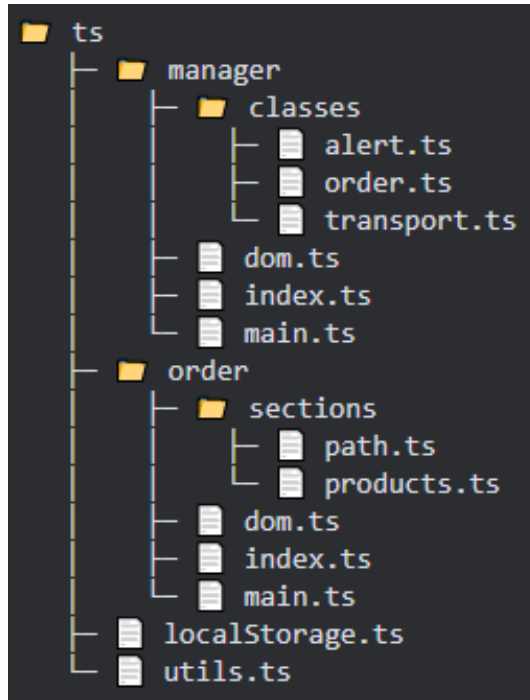 ts
manager
classes
alert.ts
order.ts
transport.ts
dom.ts
index.ts
main.ts
order
sections
path.ts
products.ts
dom.ts
index.ts
main.ts
localStorage.ts
utils.ts